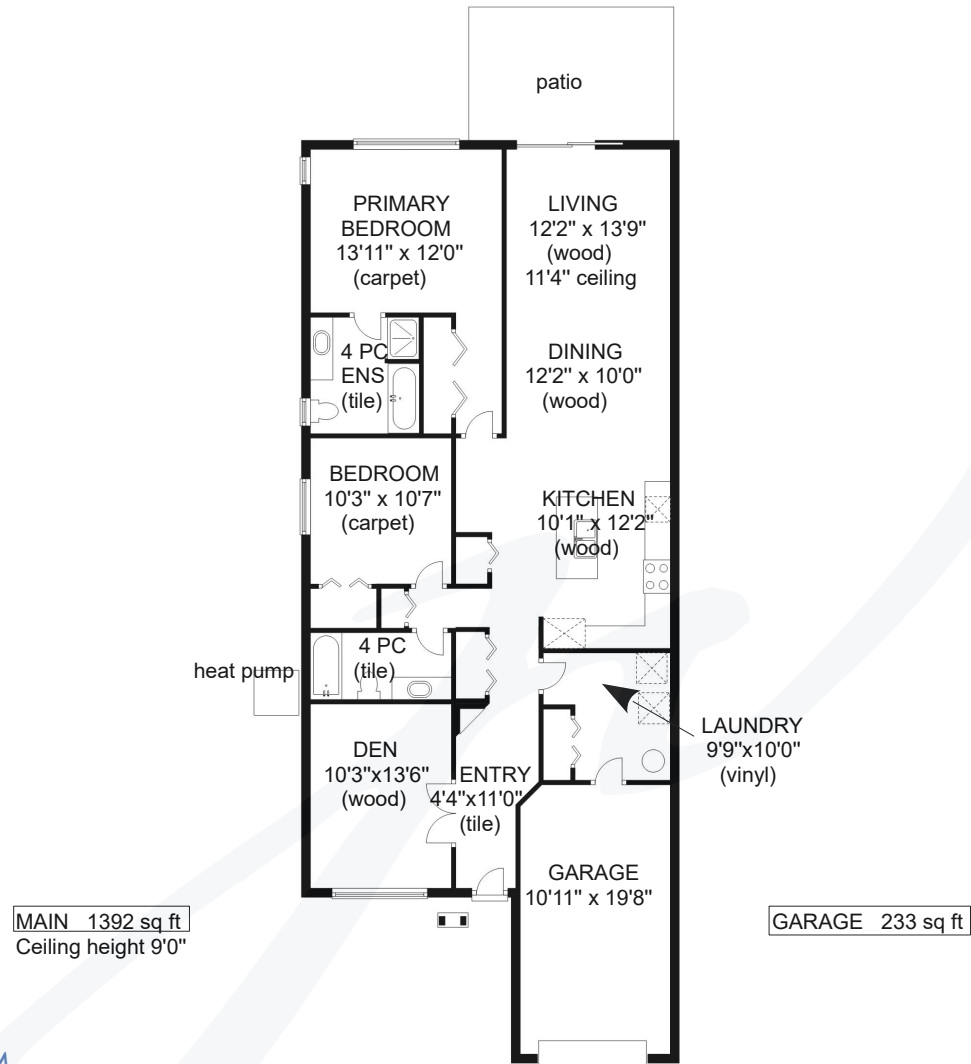 patio
PRIMARY
BEDROOM
13'11" x 12'0"
(carpet)
LIVING
12'2" x 13'9"
(wood)
11'4" ceiling
4 PC
ENS
(tile)
DINING
12'2" x 10'0"
(wood)
BEDROOM
10'3" x 10'7"
(carpet)
KITCHEN
10'1" x 12'2"
(wood)
4 PC
(tile)
heat pump
LAUNDRY
9'9"x10'0"
(vinyl)
DEN
10'3"x13'6"
(wood)
ENTRY
4'4"x11'0"
(tile)
GARAGE
10'11" x 19'8"
MAIN 1392 sq ft
Ceiling height 9'0"
GARAGE 233 sq ft